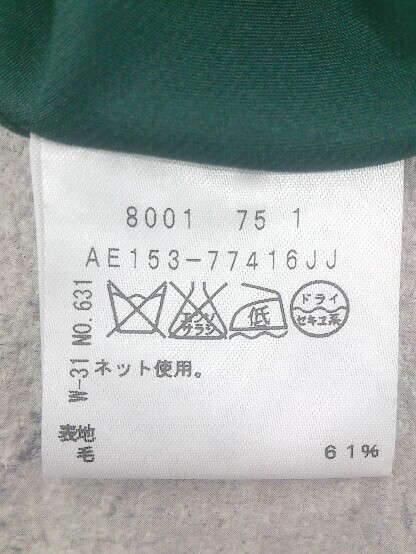 8001 75 1
AE153-77416JJ
W-31 NO.631
エンソ
サラシ
低
ドライ
セキユ系
ネット使用。
表地
毛 61%